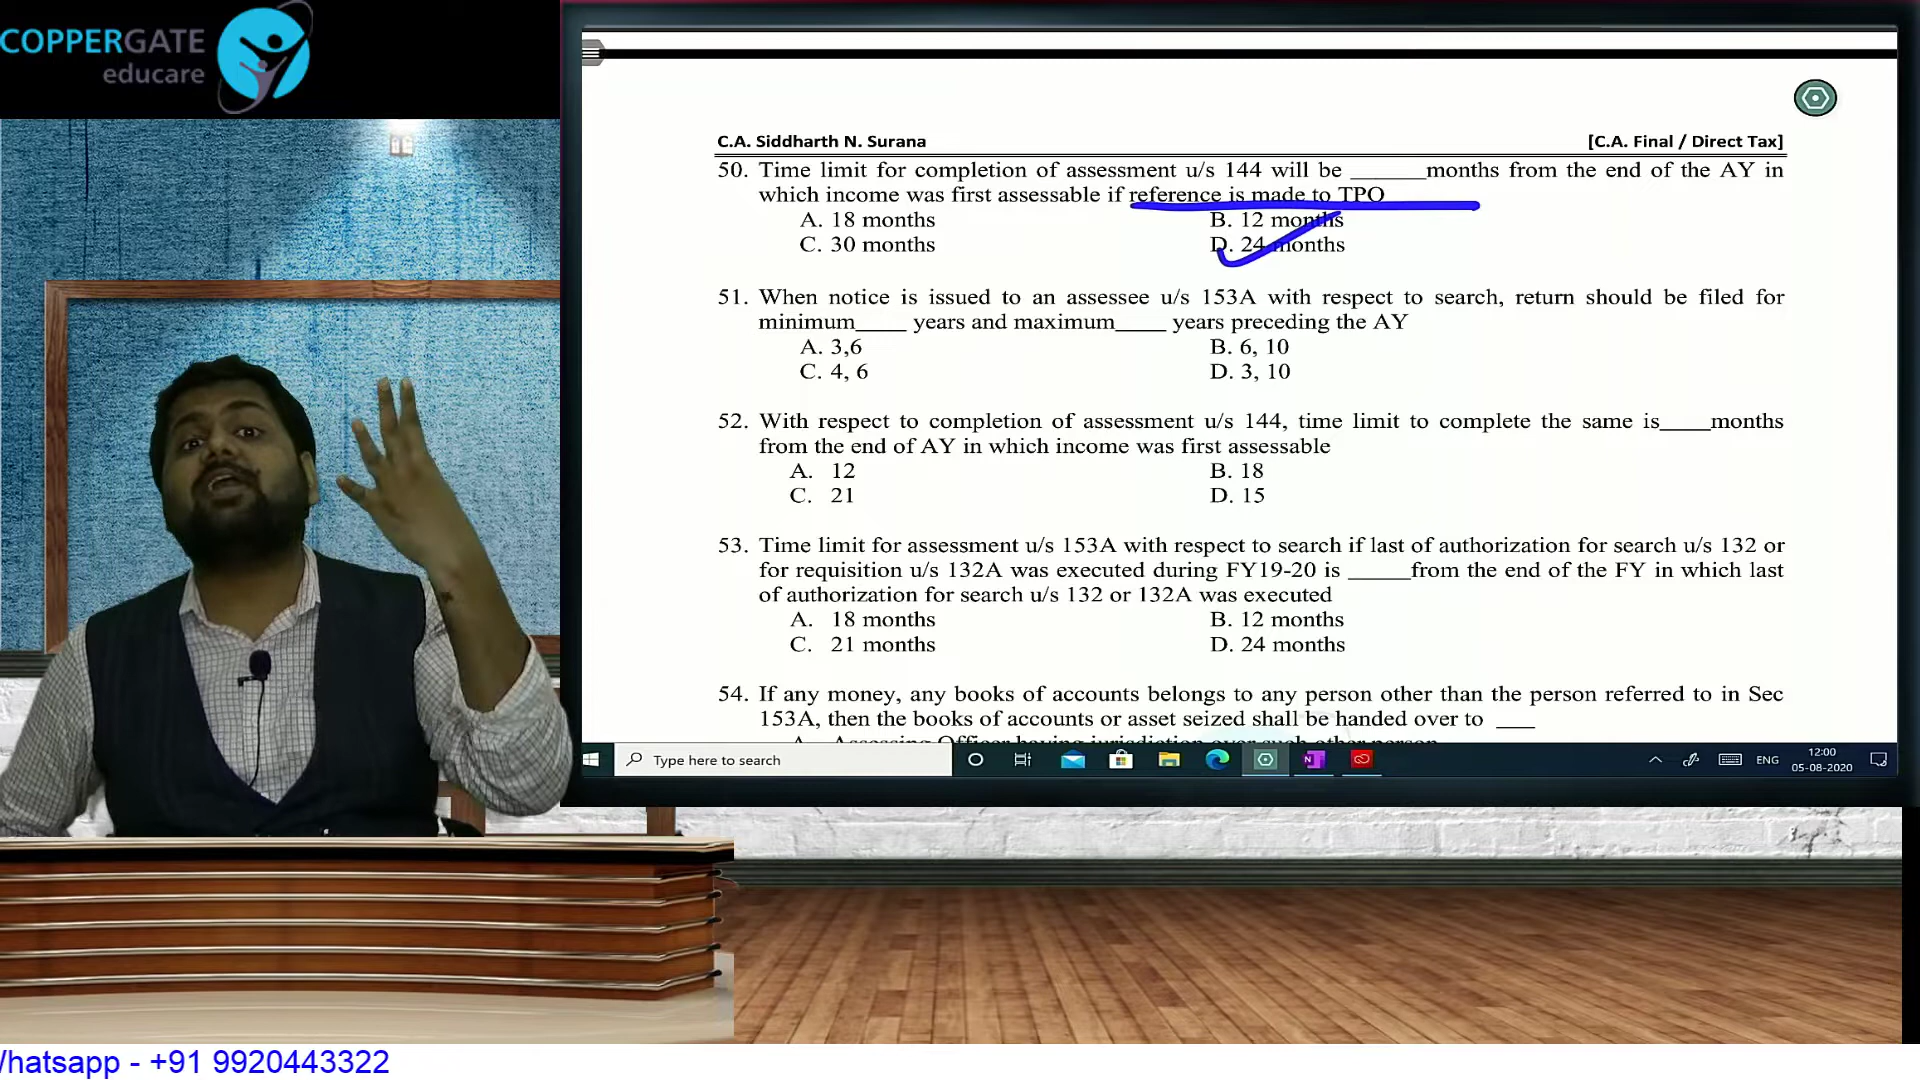 COPPERGATE
educare
C.A. Siddharth N. Surana [C.A. Final / Direct Tax]
50. Time limit for completion of assessment u/s 144 will be ______months from the end of the AY in
which income was first assessable if reference is made to TPO
A. 18 months B. 12 months
C. 30 months D. 24 months
51. When notice is issued to an assessee u/s 153A with respect to search, return should be filed for
minimum____ years and maximum____ years preceding the AY
A. 3,6 B. 6, 10
C. 4, 6 D. 3, 10
52. With respect to completion of assessment u/s 144, time limit to complete the same is____months
from the end of AY in which income was first assessable
A. 12 B. 18
C. 21 D. 15
53. Time limit for assessment u/s 153A with respect to search if last of authorization for search u/s 132 or
for requisition u/s 132A was executed during FY19-20 is _____from the end of the FY in which last
of authorization for search u/s 132 or 132A was executed
A. 18 months B. 12 months
C. 21 months D. 24 months
54. If any money, any books of accounts belongs to any person other than the person referred to in Sec
153A, then the books of accounts or asset seized shall be handed over to ___
A. Assessing Officer having jurisdiction over such other person
Type here to search
ENG
12:00
05-08-2020
hatsapp - +91 9920443322